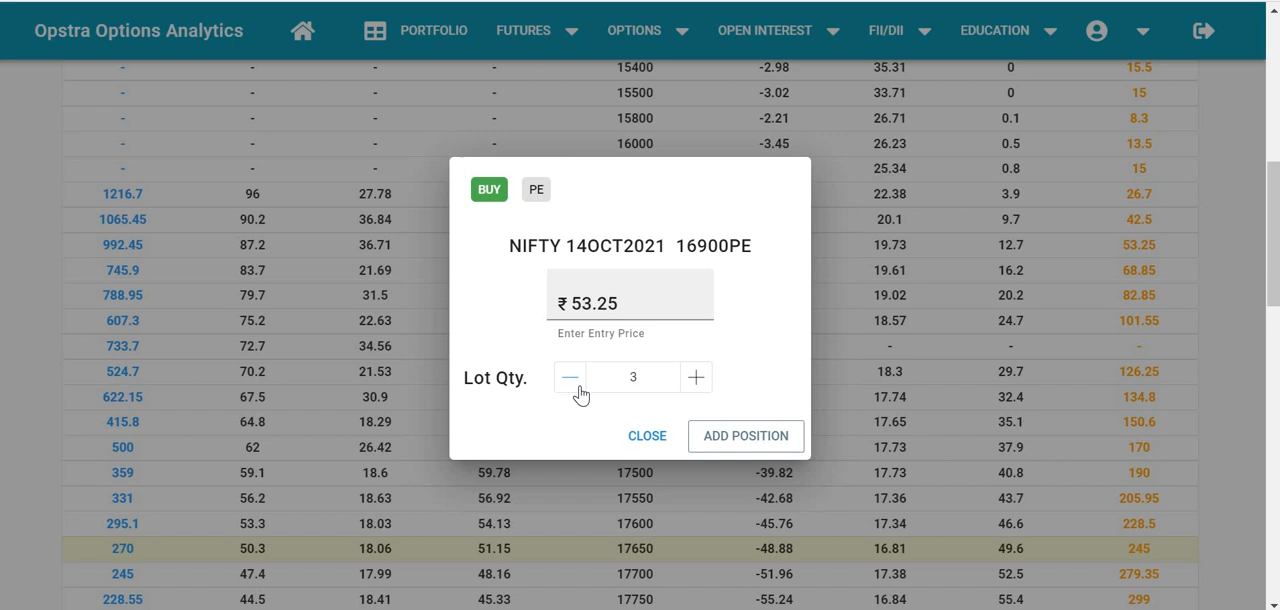 Opstra Options Analytics PORTFOLIO FUTURES OPTIONS OPEN INTEREST FII/DII EDUCATION
- - - - 15400 -2.98 35.31 0 15.5
- - - - 15500 -3.02 33.71 0 15
- - - - 15800 -2.21 26.71 0.1 8.3
- - - - 16000 -3.45 26.23 0.5 13.5
- - - 25.34 0.8 15
BUY PE
1216.7 96 27.78 22.38 3.9 26.7
1065.45 90.2 36.84 20.1 9.7 42.5
NIFTY 14OCT2021 16900PE
992.45 87.2 36.71 19.73 12.7 53.25
745.9 83.7 21.69 19.61 16.2 68.85
788.95 79.7 31.5 19.02 20.2 82.85
₹ 53.25
607.3 75.2 22.63 18.57 24.7 101.55
Enter Entry Price
733.7 72.7 34.56 - - -
524.7 70.2 21.53 18.3 29.7 126.25
Lot Qty. 3
622.15 67.5 30.9 17.74 32.4 134.8
415.8 64.8 18.29 17.65 35.1 150.6
CLOSE ADD POSITION
500 62 26.42 17.73 37.9 170
359 59.1 18.6 59.78 17500 -39.82 17.73 40.8 190
331 56.2 18.63 56.92 17550 -42.68 17.36 43.7 205.95
295.1 53.3 18.03 54.13 17600 -45.76 17.34 46.6 228.5
270 50.3 18.06 51.15 17650 -48.88 16.81 49.6 245
245 47.4 17.99 48.16 17700 -51.96 17.38 52.5 279.35
228.55 44.5 18.41 45.33 17750 -55.24 16.84 55.4 299